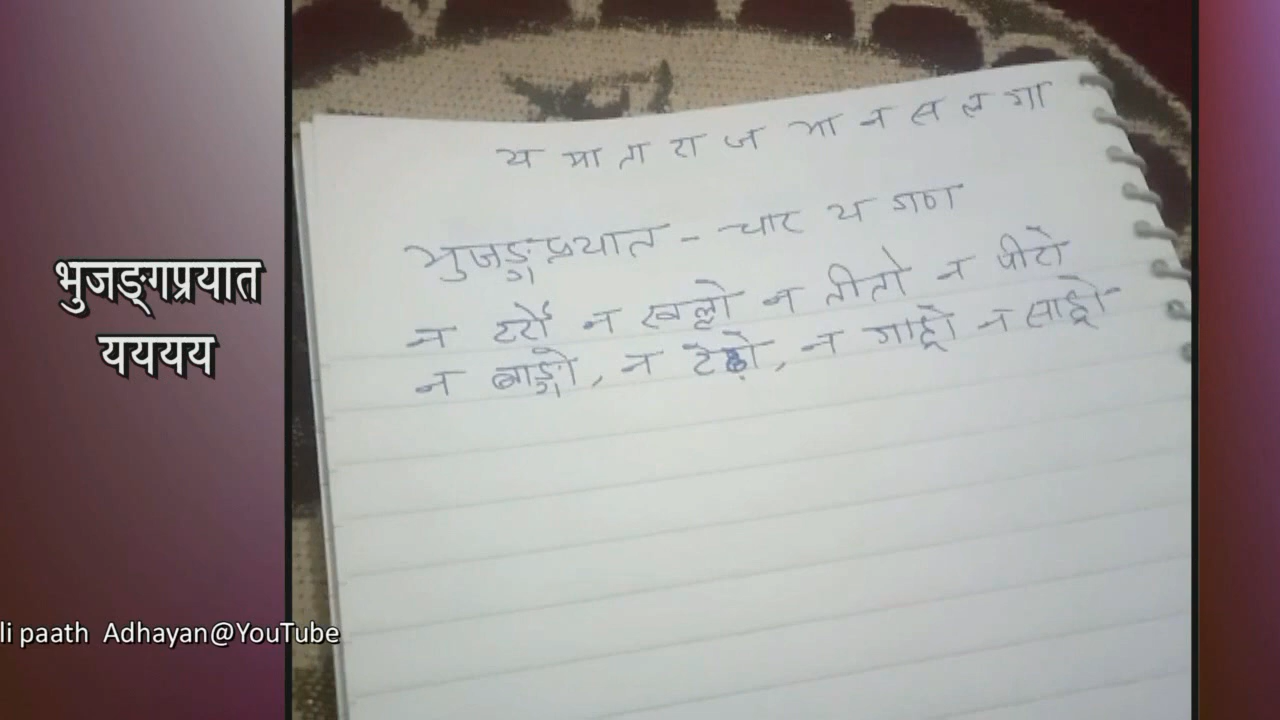 भुजङ्गप्रयात
यययय
li paath Adhayan@YouTube
य मा ता रा ज भा न स ल गा
भुजङ्गप्रयात - चार य गण
न टर्रो न खल्लो न तीतो न पीरो
न बाङ्गो, न टेढो, न गाह्रो न साह्रो